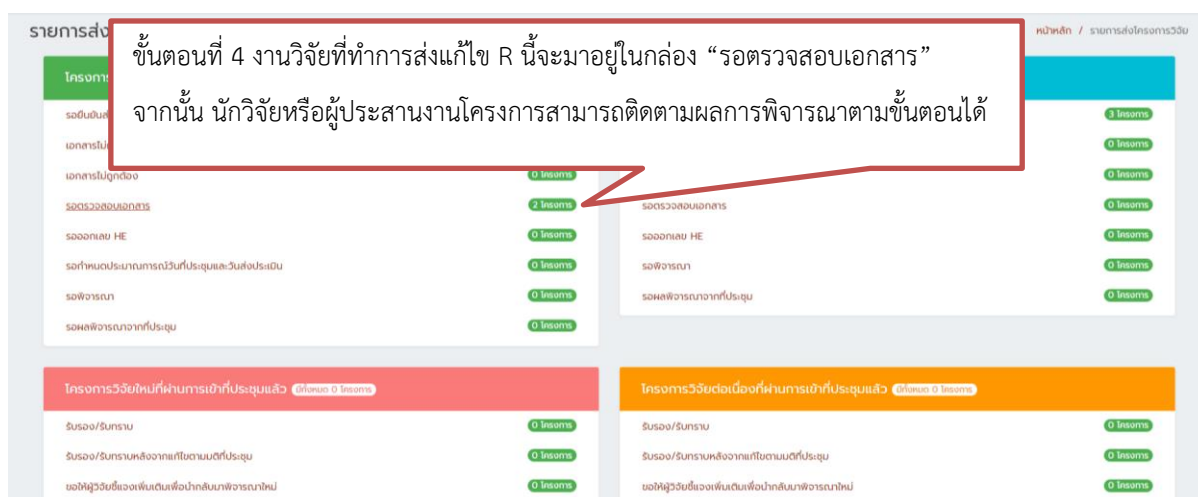 รายการส่ง
หน้าหลัก / รายการส่งโครงการวิจัย
ขั้นตอนที่ 4 งานวิจัยที่ทำการส่งแก้ไข R นี้จะมาอยู่ในกล่อง “รอตรวจสอบเอกสาร”
จากนั้น นักวิจัยหรือผู้ประสานงานโครงการสามารถติดตามผลการพิจารณาตามขั้นตอนได้
รอยืนยันส่
3 โครงการ
เอกสารไม่
0 โครงการ
เอกสารไม่ถูกต้อง
0 โครงการ
0 โครงการ
รอตรวจสอบเอกสาร
2 โครงการ
รอตรวจสอบเอกสาร
0 โครงการ
รอออกเลข HE
0 โครงการ
รอออกเลข HE
0 โครงการ
รอกำหนดประมาณการณ์วันที่ประชุมและวันส่งประเมิน
0 โครงการ
รอพิจารณา
0 โครงการ
รอพิจารณา
0 โครงการ
รอผลพิจารณาจากที่ประชุม
0 โครงการ
รอผลพิจารณาจากที่ประชุม
0 โครงการ
โครงการวิจัยใหม่ที่ผ่านการเข้าที่ประชุมแล้ว มีทั้งหมด 0 โครงการ
โครงการวิจัยต่อเนื่องที่ผ่านการเข้าที่ประชุมแล้ว มีทั้งหมด 0 โครงการ
รับรอง/รับทราบ
0 โครงการ
รับรอง/รับทราบ
0 โครงการ
รับรอง/รับทราบหลังจากแก้ไขตามมติที่ประชุม
0 โครงการ
รับรอง/รับทราบหลังจากแก้ไขตามมติที่ประชุม
0 โครงการ
ขอให้ผู้วิจัยชี้แจงเพิ่มเติมเพื่อนำกลับมาพิจารณาใหม่
0 โครงการ
ขอให้ผู้วิจัยชี้แจงเพิ่มเติมเพื่อนำกลับมาพิจารณาใหม่
0 โครงการ